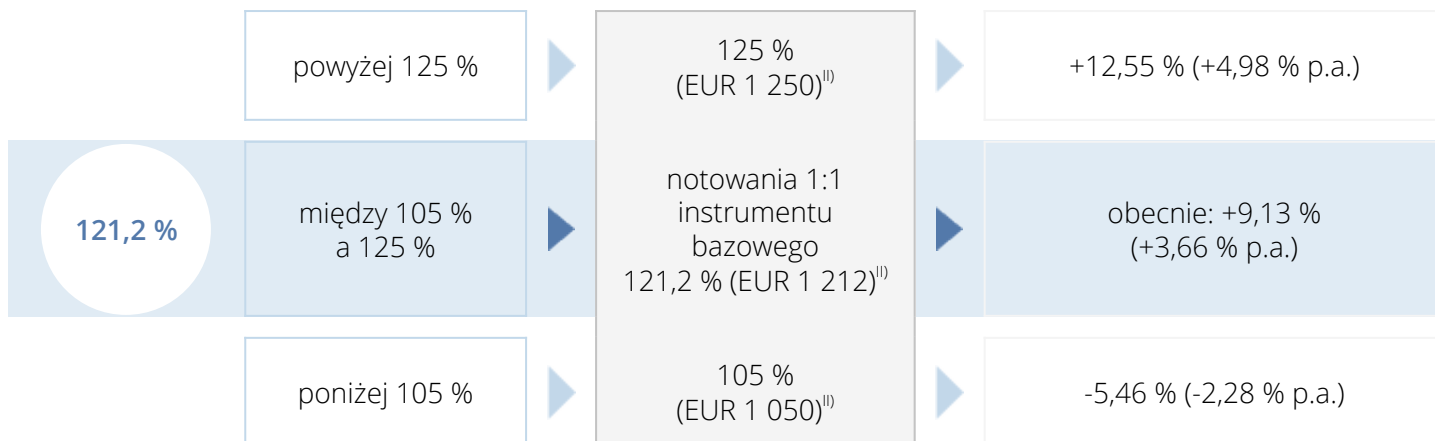 powyżej 125 %
125 %
(EUR 1 250)II)
+12,55 % (+4,98 % p.a.)
121,2 %
między 105 %
a 125 %
notowania 1:1
instrumentu
bazowego
121,2 % (EUR 1 212)II)
obecnie: +9,13 %
(+3,66 % p.a.)
poniżej 105 %
105 %
(EUR 1 050)II)
-5,46 % (-2,28 % p.a.)